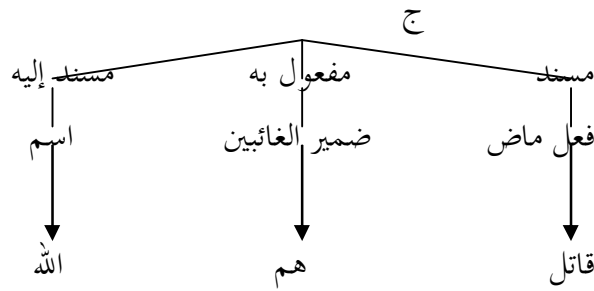 ج
مسند مفعول به مسند إليه
فعل ماض ضمير الغائبين اسم
قاتل هم الله